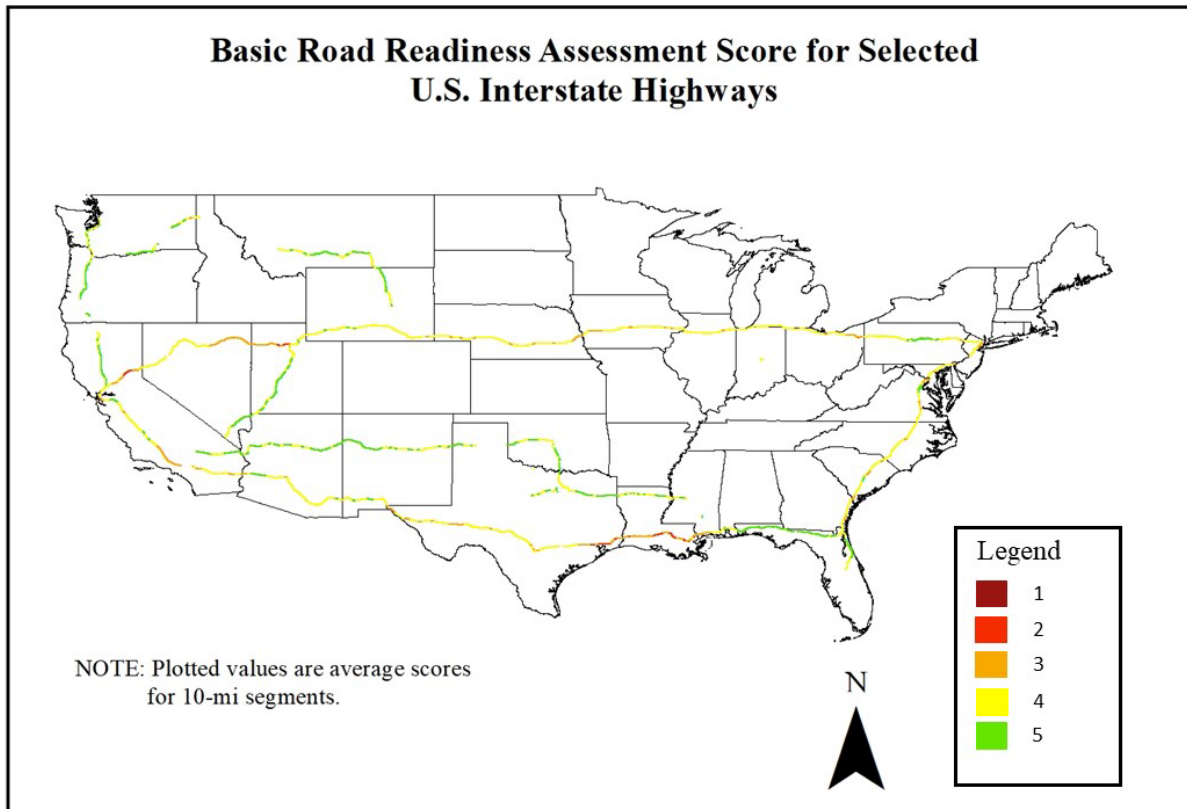 Basic Road Readiness Assessment Score for Selected
U.S. Interstate Highways
NOTE: Plotted values are average scores
for 10-mi segments.
N
Legend
1
2
3
4
5